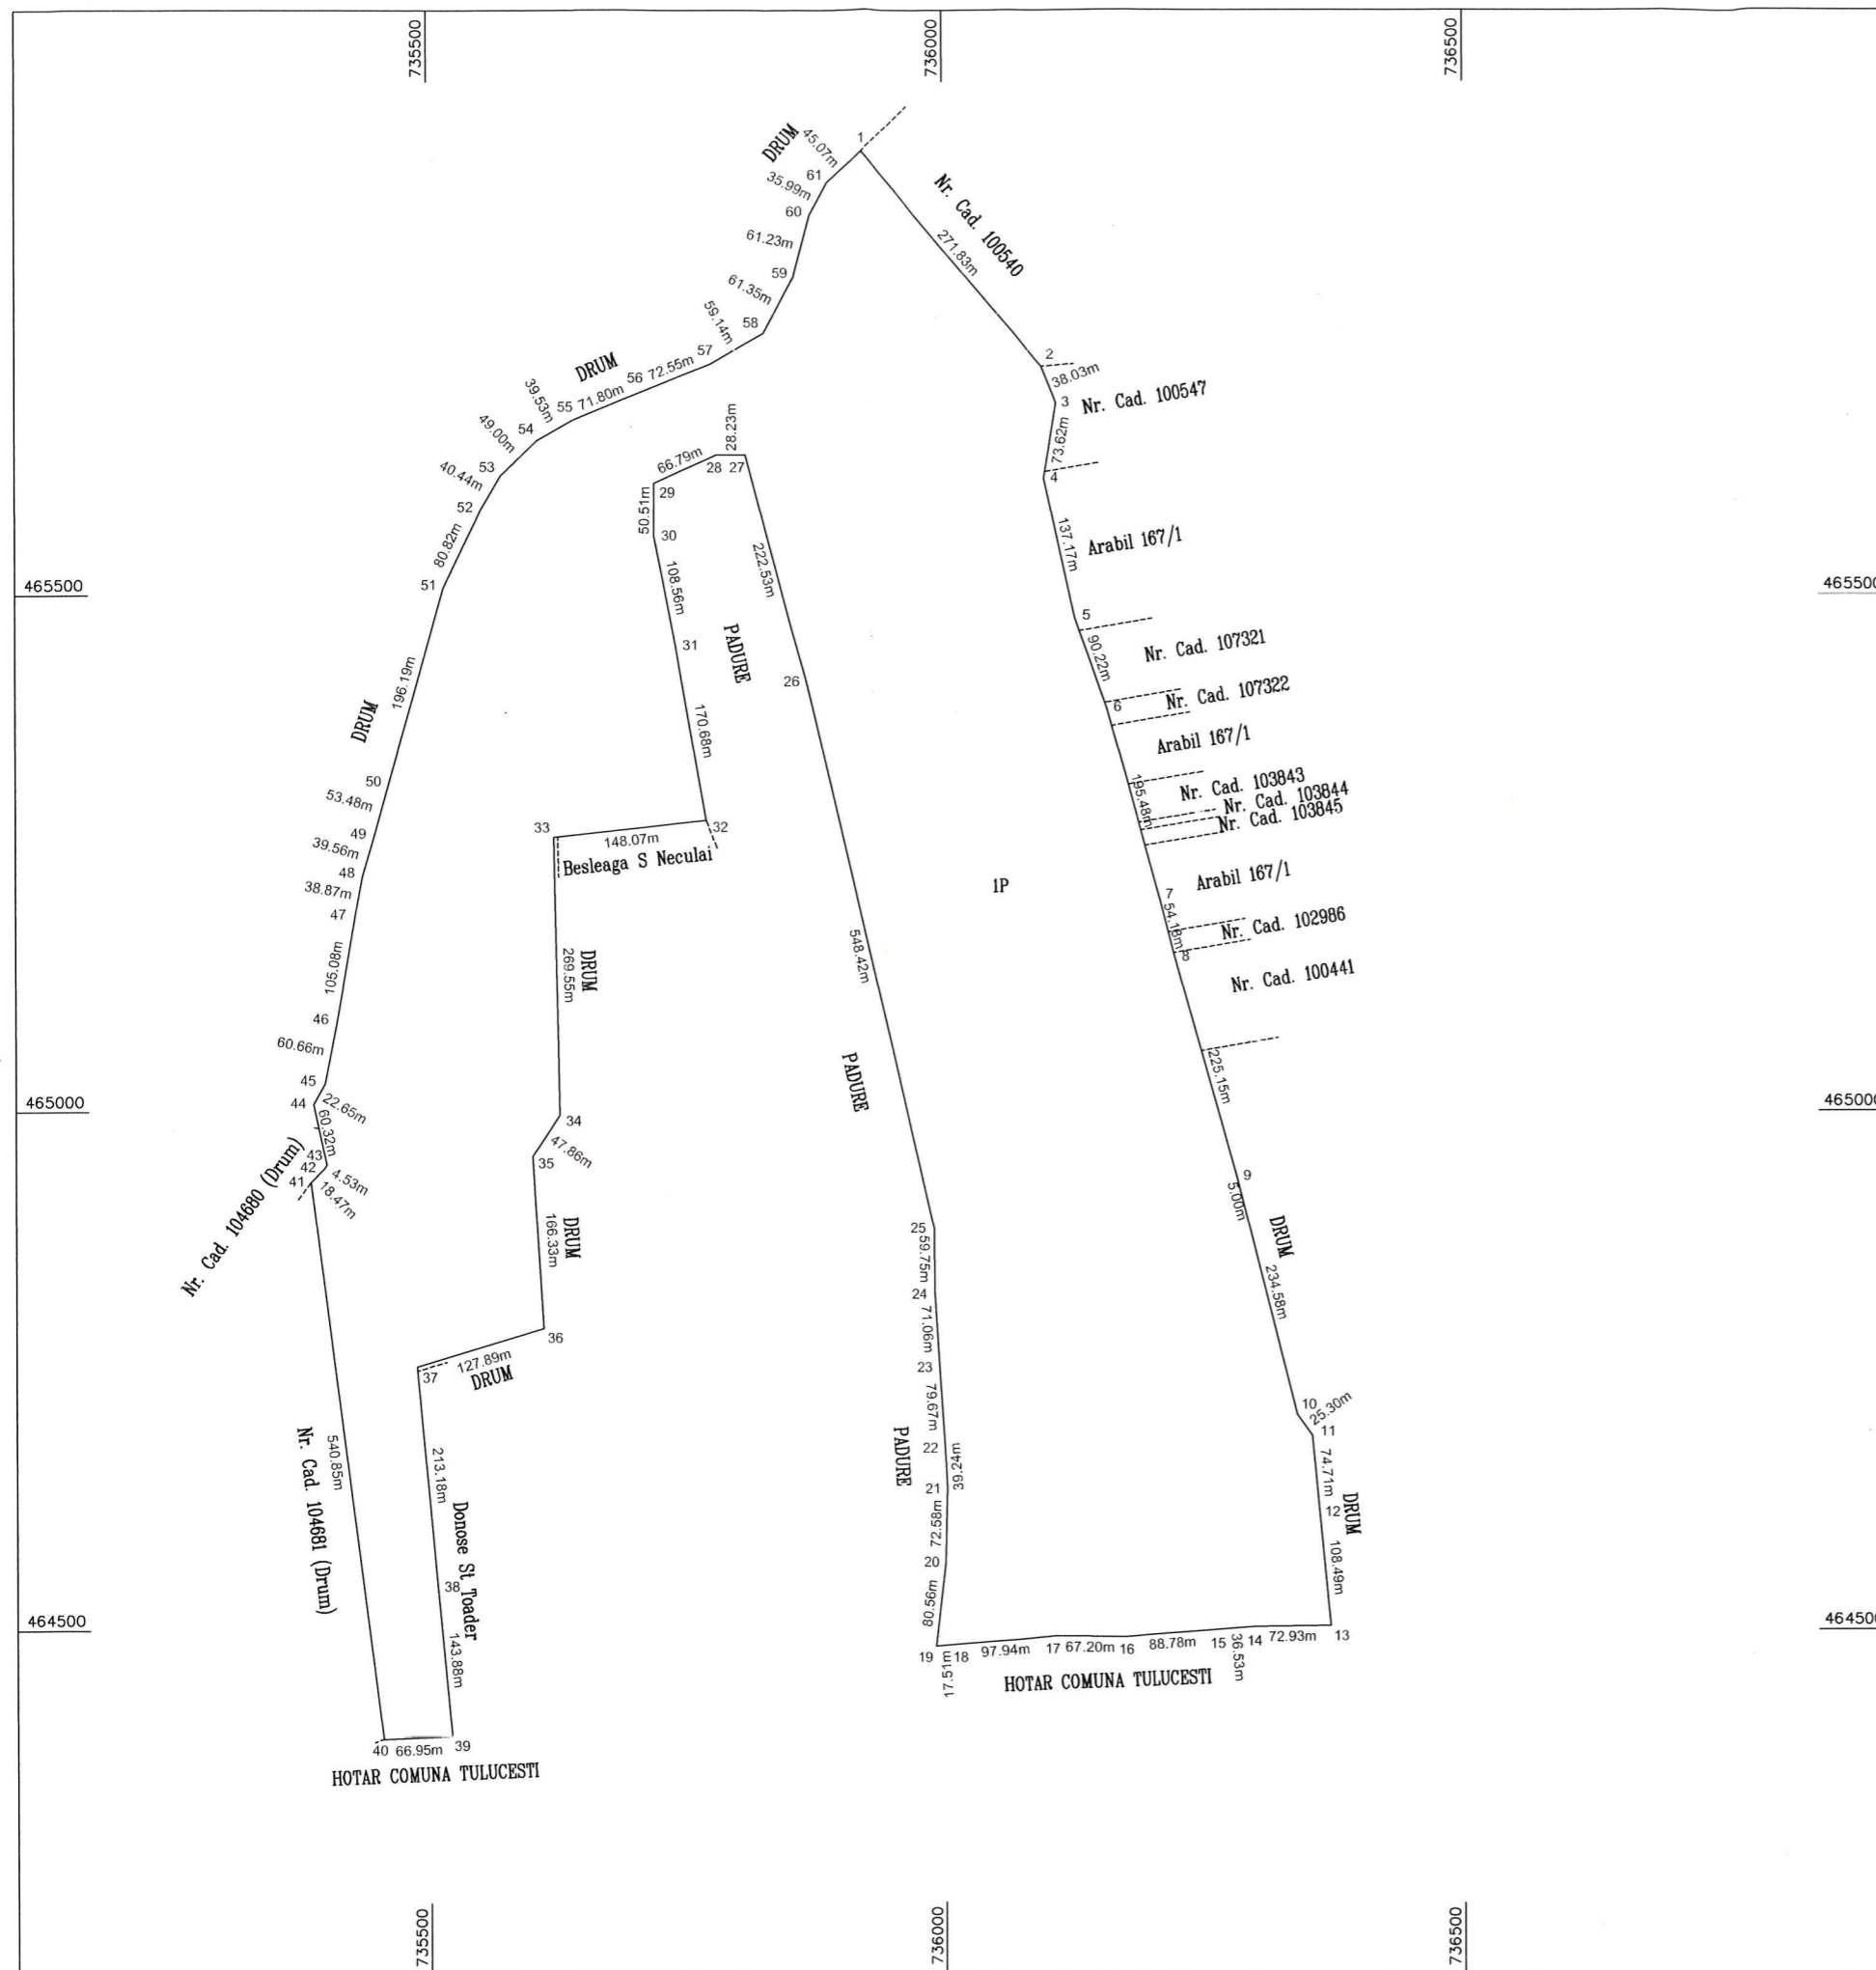 735500
736000
736500
1
45.07m
DRUM
61
35.99m
60
61.23m
59
61.35m
58
59.14m
57
72.55m
56
DRUM
71.80m
55
39.53m
54
49.00m
53
40.44m
52
80.82m
51
196.19m
DRUM
50
53.48m
49
39.56m
48
38.87m
47
105.08m
46
60.66m
45
44
22.65m
60.32m
43
42
4.53m
41
18.47m
Nr. Cad. 104680 (Drum)
540.85m
Nr. Cad. 104681 (Drum)
40
66.95m
39
HOTAR COMUNA TULUCESTI
143.88m
38
Donose St Toader
213.18m
37
127.89m
DRUM
36
166.33m
DRUM
35
47.86m
34
269.55m
DRUM
33
148.07m
Besleaga S Neculai
32
170.68m
31
108.56m
30
50.51m
29
66.79m
28
28.23m
27
222.53m
PADURE
26
548.42m
PADURE
25
59.75m
24
71.06m
23
79.67m
22
39.24m
PADURE
21
72.58m
20
80.56m
19
17.51m
18
97.94m
17
67.20m
16
88.78m
15
36.53m
14
72.93m
13
HOTAR COMUNA TULUCESTI
108.49m
12
DRUM
74.71m
11
25.30m
10
234.58m
DRUM
5.00m
9
225.15m
Nr. Cad. 100441
8
Nr. Cad. 102986
54.18m
7
Arabil 167/1
Nr. Cad. 103845
Nr. Cad. 103844
Nr. Cad. 103843
195.48m
Arabil 167/1
Nr. Cad. 107322
6
90.22m
Nr. Cad. 107321
5
137.17m
Arabil 167/1
4
73.62m
3
Nr. Cad. 100547
38.03m
2
271.83m
Nr. Cad. 100540
1P
465500
465500
465000
465000
464500
464500
735500
736000
736500